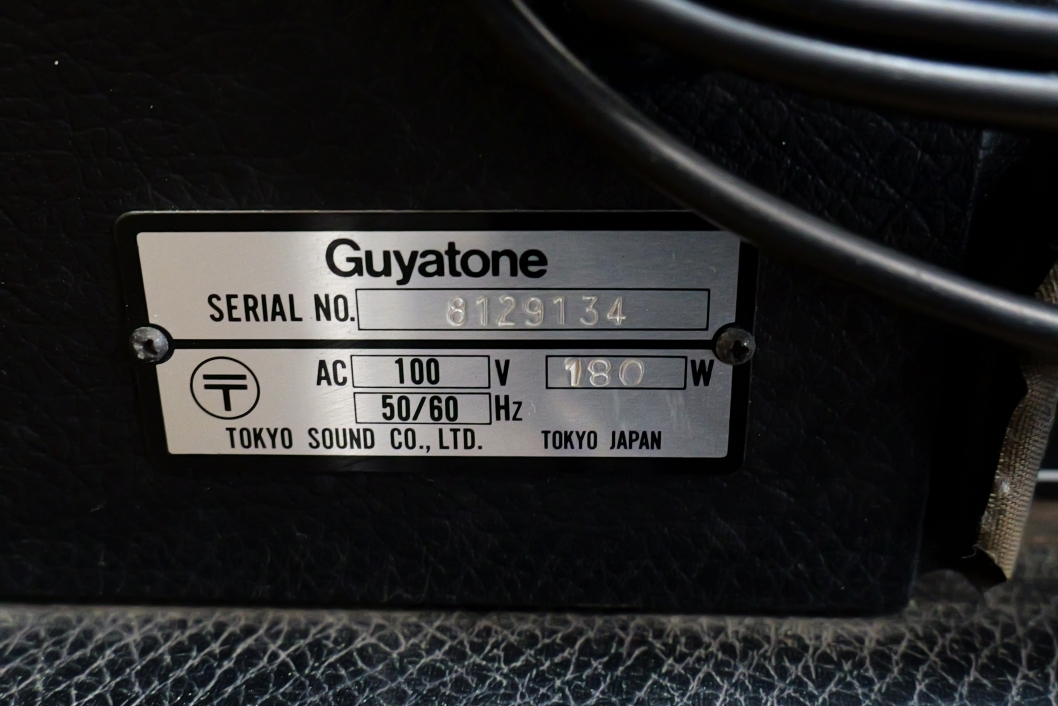 Guyatone
SERIAL NO. 8129134
AC 100 V 180 W
50/60 Hz
TOKYO SOUND CO., LTD. TOKYO JAPAN